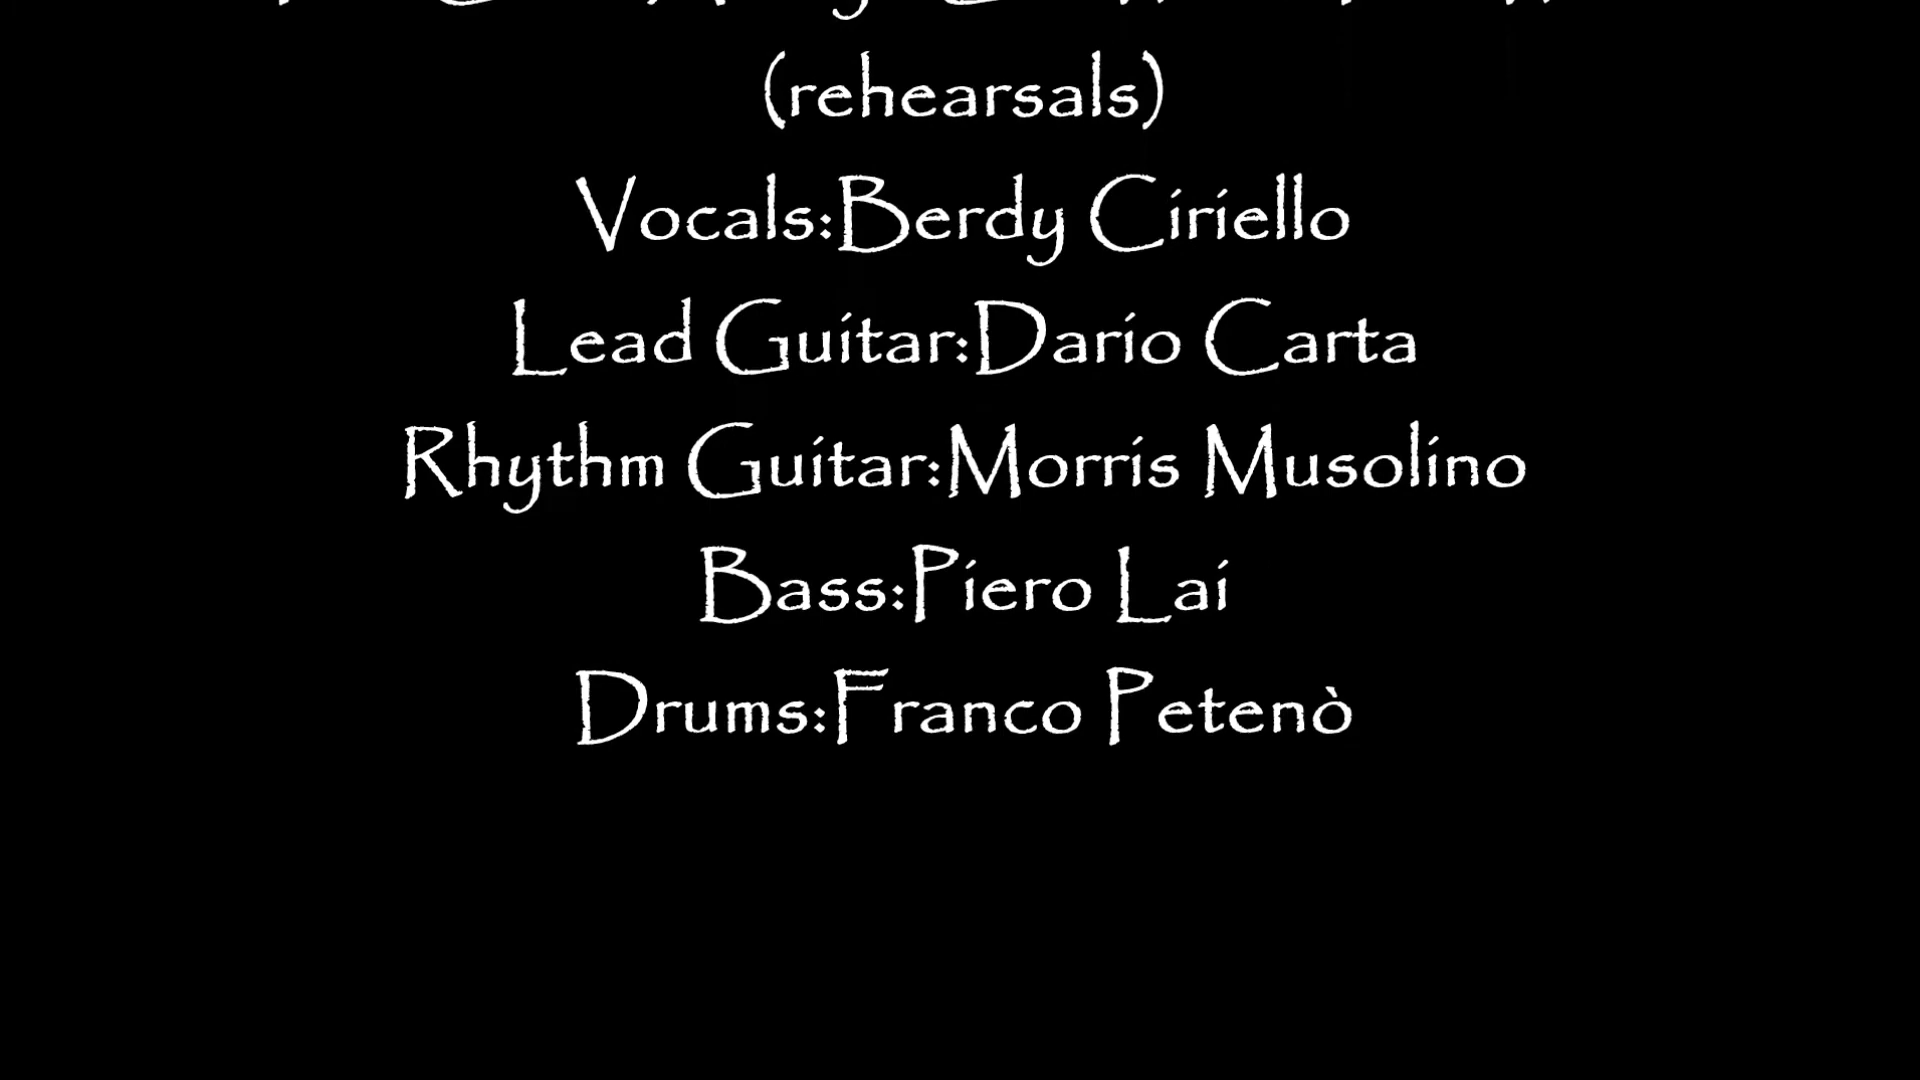 (rehearsals)
Vocals:Berdy Ciriello
Lead Guitar:Dario Carta
Rhythm Guitar:Morris Musolino
Bass:Piero Lai
Drums:Franco Petenò